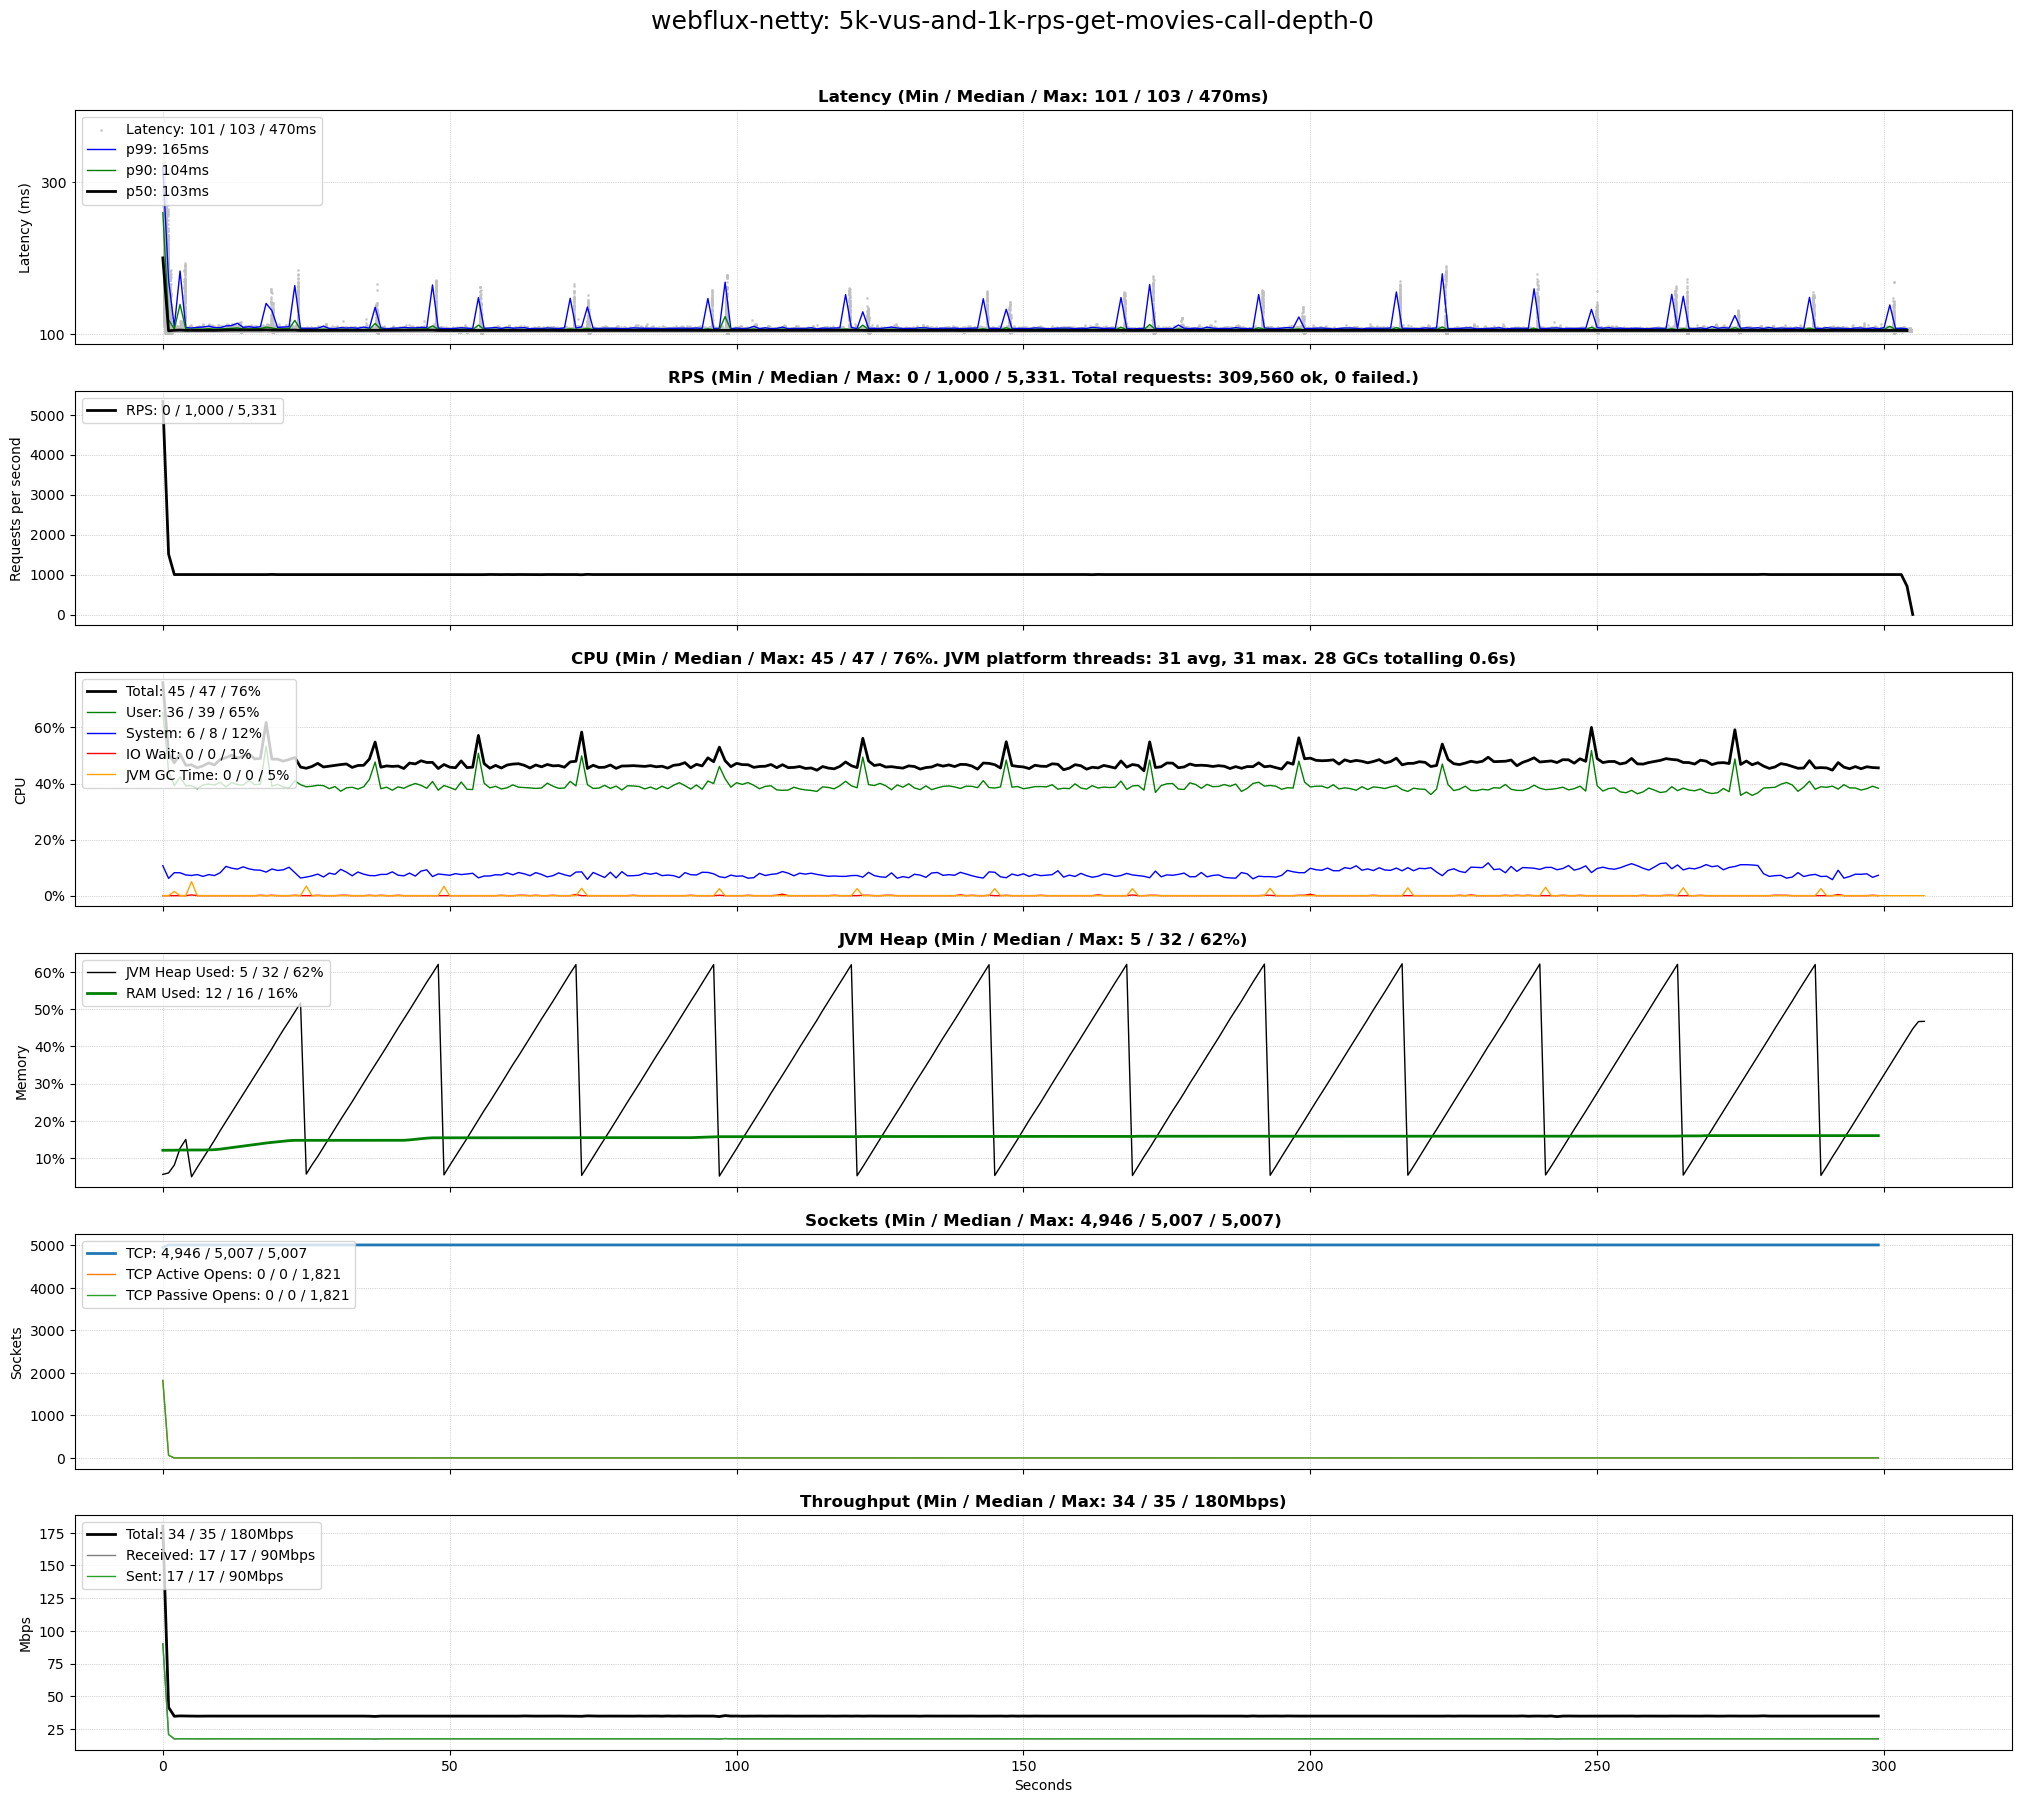 webflux-netty: 5k-vus-and-1k-rps-get-movies-call-depth-0
Latency (Min / Median / Max: 101 / 103 / 470ms)
Latency: 101 / 103 / 470ms
p99: 165ms
p90: 104ms
p50: 103ms
Latency (ms)
300
100
RPS (Min / Median / Max: 0 / 1,000 / 5,331. Total requests: 309,560 ok, 0 failed.)
RPS: 0 / 1,000 / 5,331
Requests per second
5000
4000
3000
2000
1000
0
CPU (Min / Median / Max: 45 / 47 / 76%. JVM platform threads: 31 avg, 31 max. 28 GCs totalling 0.6s)
Total: 45 / 47 / 76%
User: 36 / 39 / 65%
System: 6 / 8 / 12%
IO Wait: 0 / 0 / 1%
JVM GC Time: 0 / 0 / 5%
CPU
60%
40%
20%
0%
JVM Heap (Min / Median / Max: 5 / 32 / 62%)
JVM Heap Used: 5 / 32 / 62%
RAM Used: 12 / 16 / 16%
Memory
60%
50%
40%
30%
20%
10%
Sockets (Min / Median / Max: 4,946 / 5,007 / 5,007)
TCP: 4,946 / 5,007 / 5,007
TCP Active Opens: 0 / 0 / 1,821
TCP Passive Opens: 0 / 0 / 1,821
Sockets
5000
4000
3000
2000
1000
0
Throughput (Min / Median / Max: 34 / 35 / 180Mbps)
Total: 34 / 35 / 180Mbps
Received: 17 / 17 / 90Mbps
Sent: 17 / 17 / 90Mbps
Mbps
175
150
125
100
75
50
25
0 50 100 150 200 250 300
Seconds